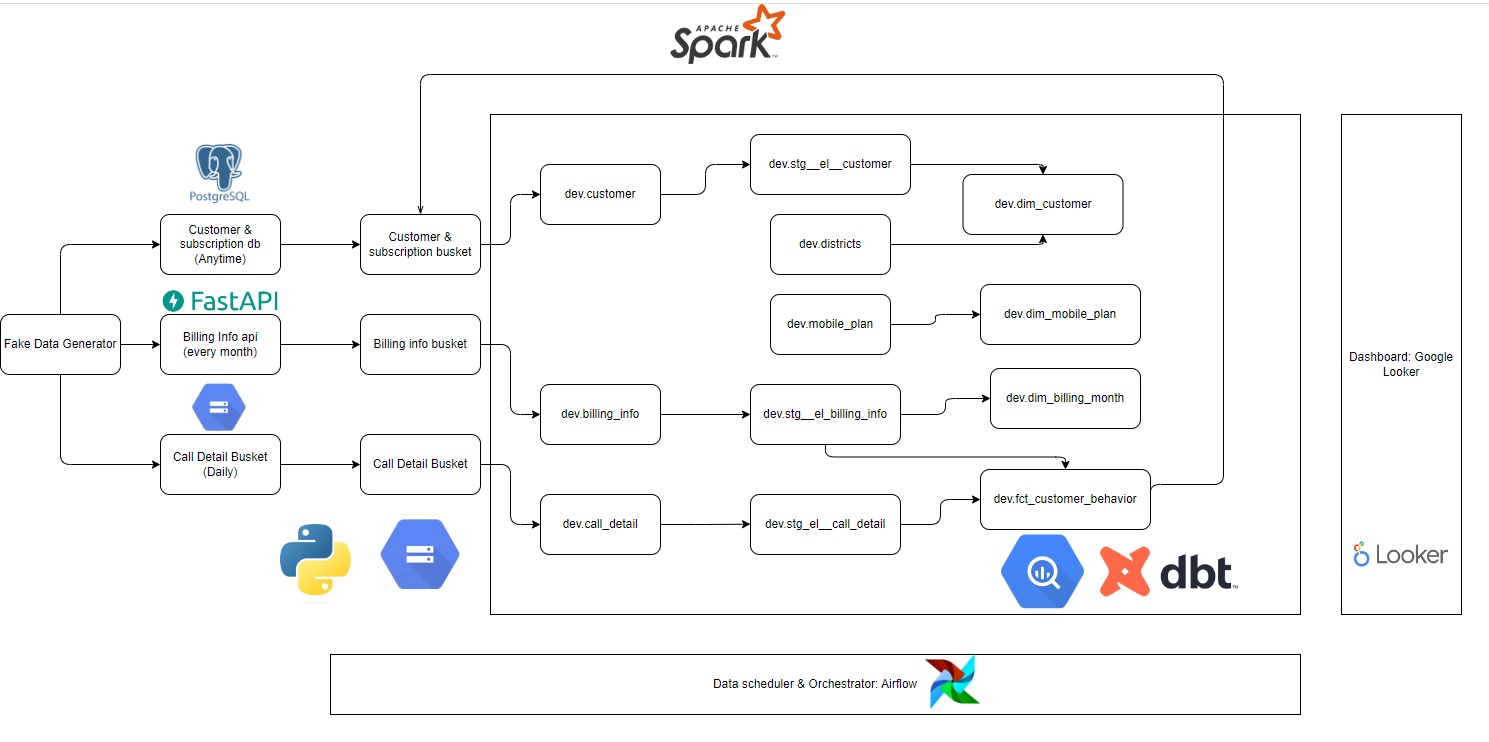 APACHE
Spark™
PostgreSQL
Customer &
subscription db
(Anytime)
Customer &
subscription busket
dev.customer
dev.stg__el__customer
dev.dim_customer
dev.districts
FastAPI
Fake Data Generator
Billing Info api
(every month)
Billing info busket
dev.mobile_plan
dev.dim_mobile_plan
dev.billing_info
dev.stg__el_billing_info
dev.dim_billing_month
Call Detail Busket
(Daily)
Call Detail Busket
dev.call_detail
dev.stg_el__call_detail
dev.fct_customer_behavior
dbt™
Dashboard: Google
Looker
Looker
Data scheduler & Orchestrator: Airflow